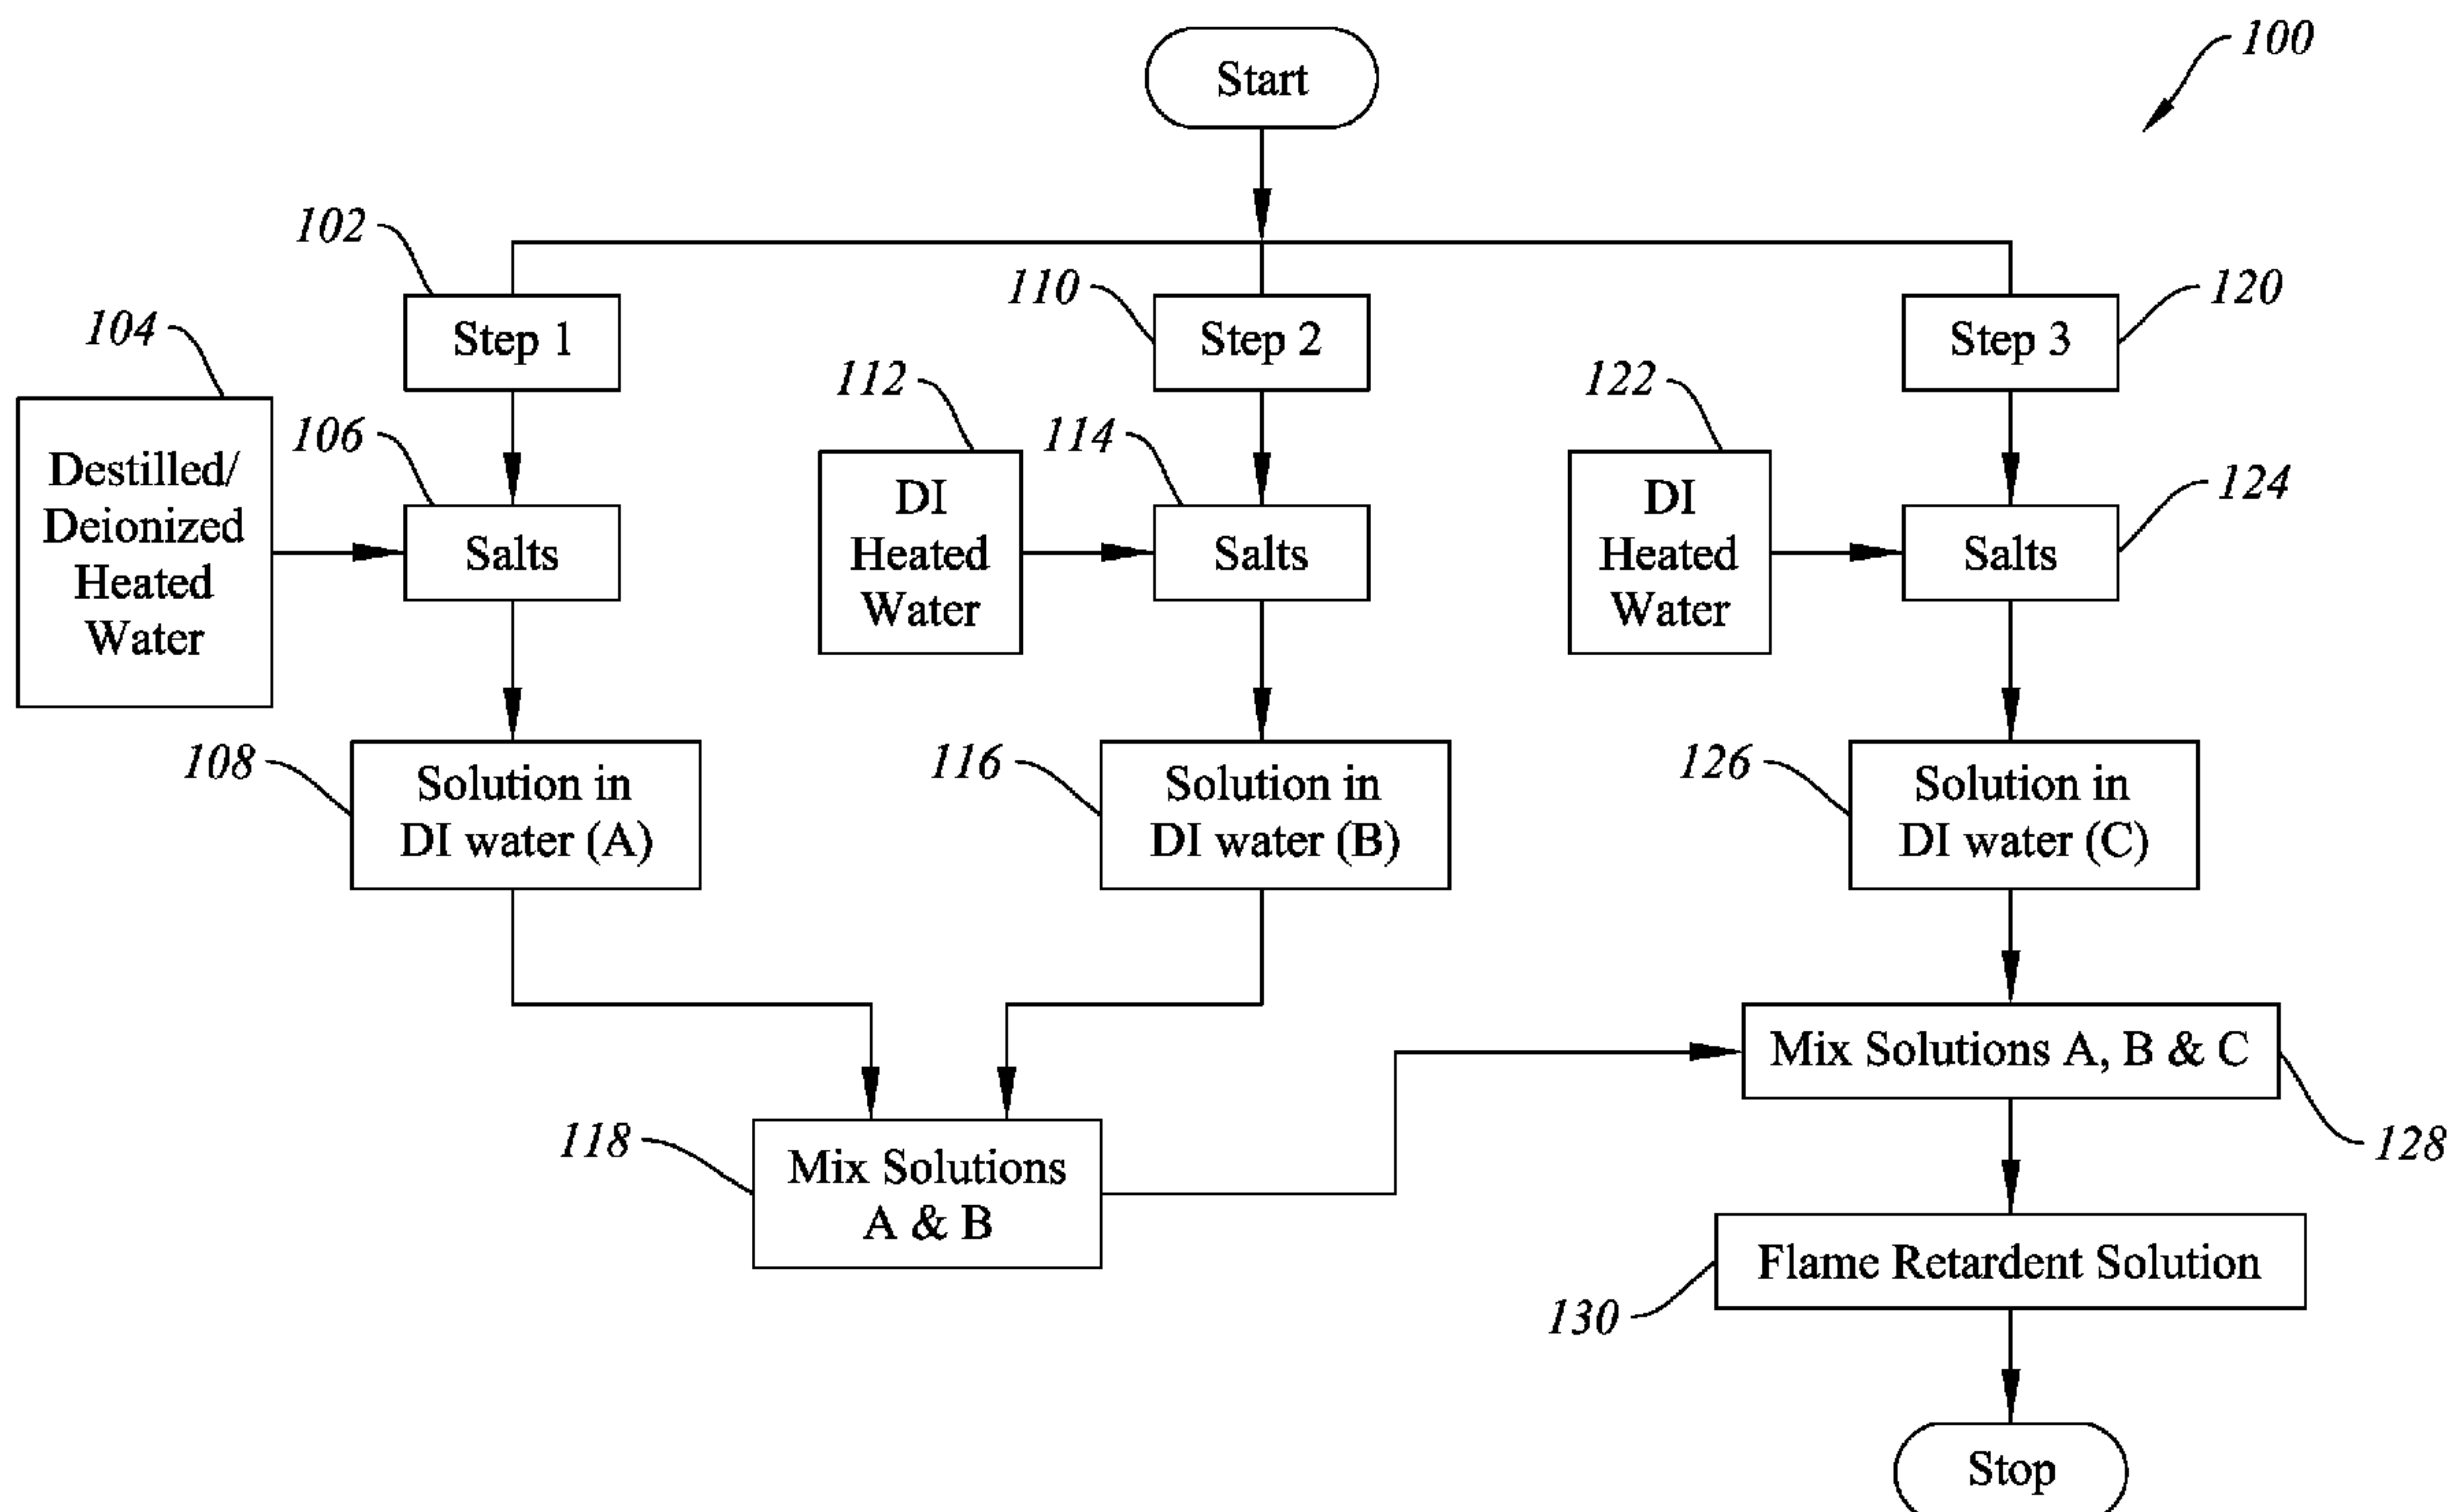 100
Start
102
110
120
Step 1
Step 2
Step 3
104
112
122
106
114
124
Destilled/
Deionized
Heated
Water
Salts
DI
Heated
Water
Salts
DI
Heated
Water
Salts
108
Solution in
DI water (A)
116
Solution in
DI water (B)
126
Solution in
DI water (C)
118
Mix Solutions
A & B
Mix Solutions A, B & C
128
Flame Retardent Solution
130
Stop